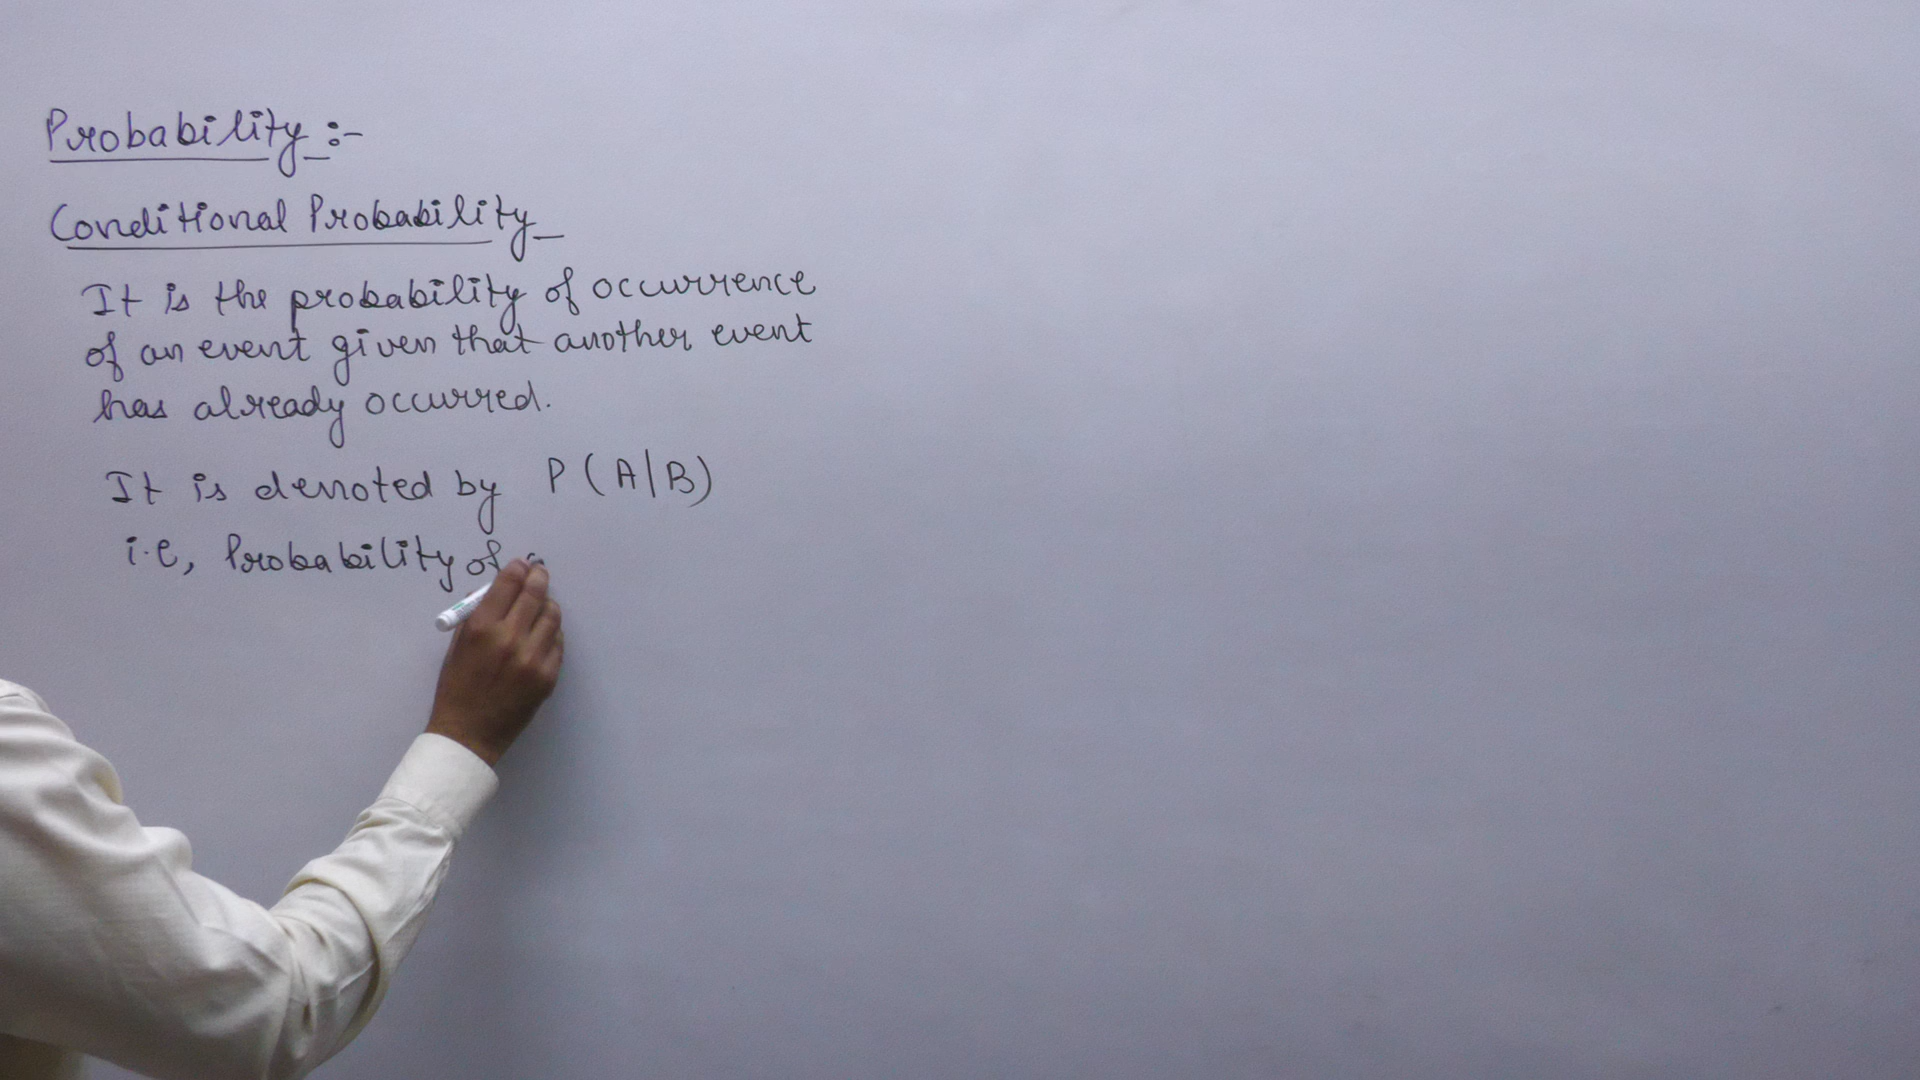 Probability :-
Conditional Probability -
It is the probability of occurrence
of an event given that another event
has already occurred.
It is denoted by P(A|B)
i.e, Probability of